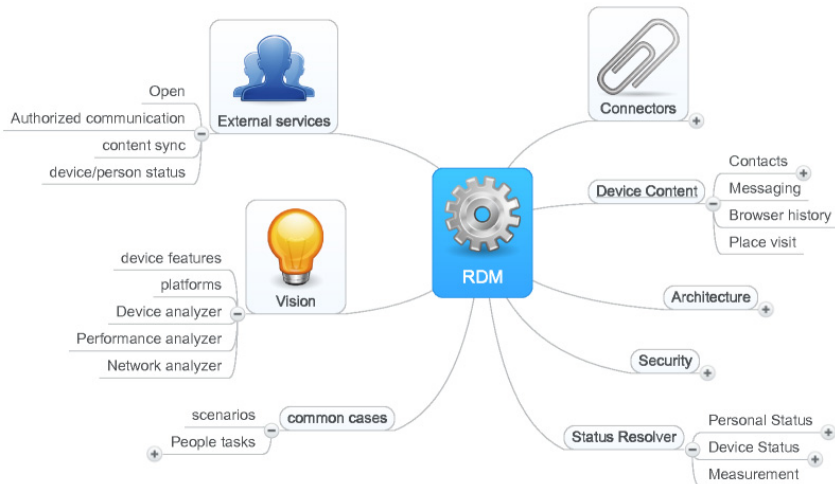 External services
Open
Authorized communication
content sync
device/person status
Vision
device features
platforms
Device analyzer
Performance analyzer
Network analyzer
common cases
scenarios
People tasks
RDM
Connectors
Device Content
Contacts
Messaging
Browser history
Place visit
Architecture
Security
Status Resolver
Personal Status
Device Status
Measurement